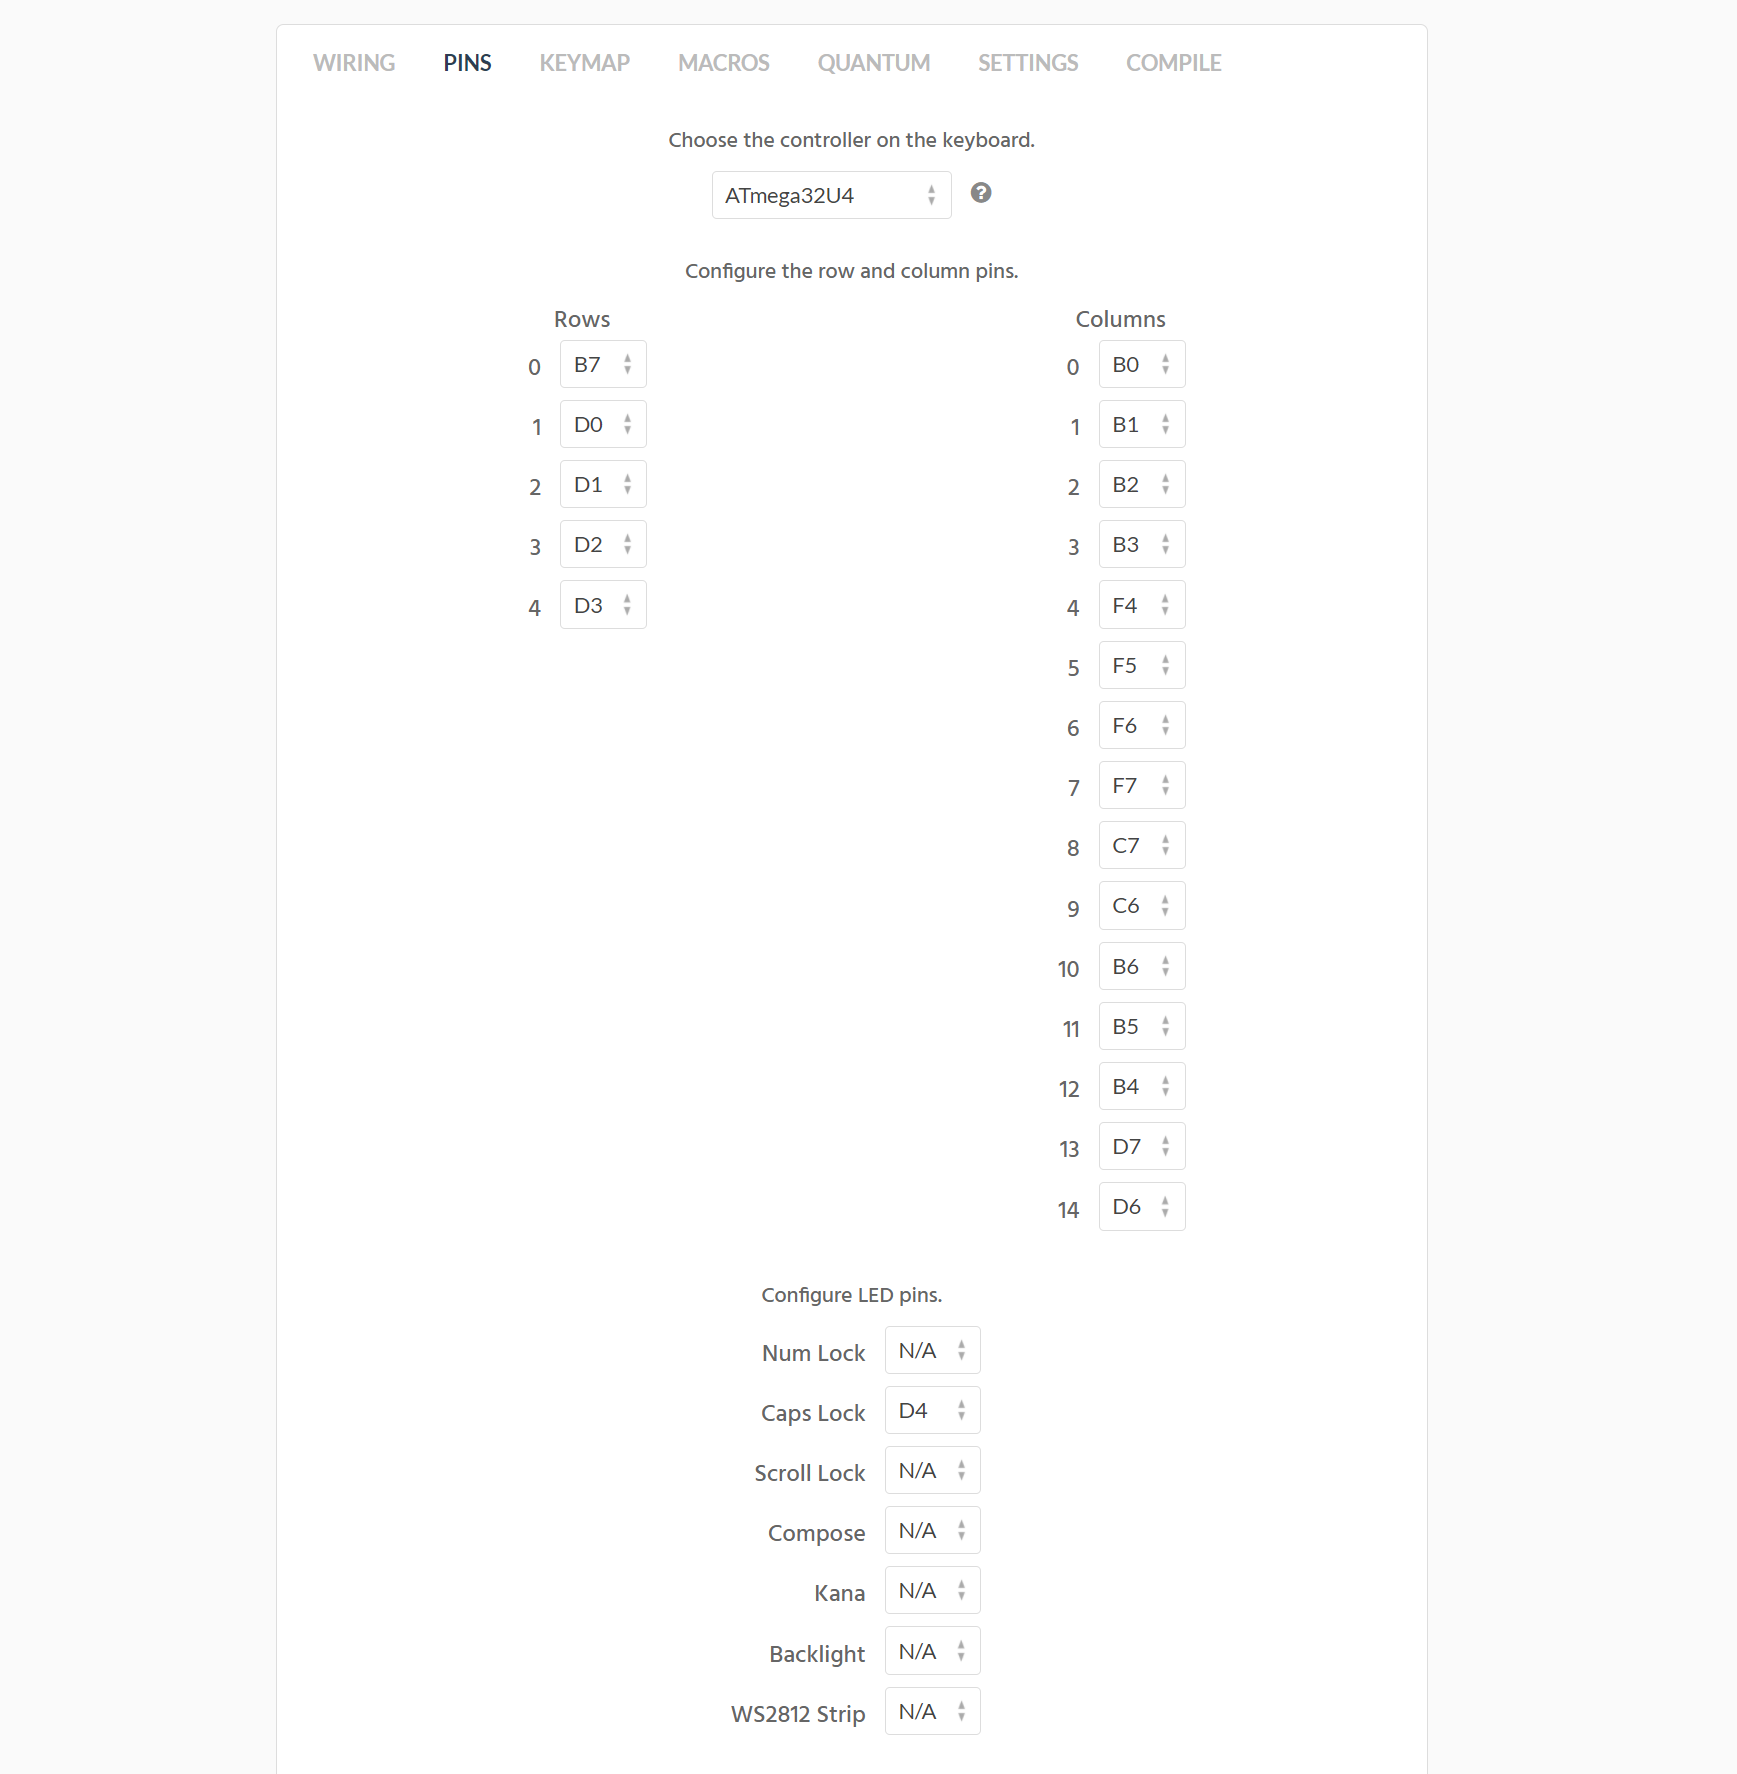 WIRING PINS KEYMAP MACROS QUANTUM SETTINGS COMPILE
Choose the controller on the keyboard.
ATmega32U4 ?
Configure the row and column pins.
Rows
0 B7
1 D0
2 D1
3 D2
4 D3
Columns
0 B0
1 B1
2 B2
3 B3
4 F4
5 F5
6 F6
7 F7
8 C7
9 C6
10 B6
11 B5
12 B4
13 D7
14 D6
Configure LED pins.
Num Lock N/A
Caps Lock D4
Scroll Lock N/A
Compose N/A
Kana N/A
Backlight N/A
WS2812 Strip N/A